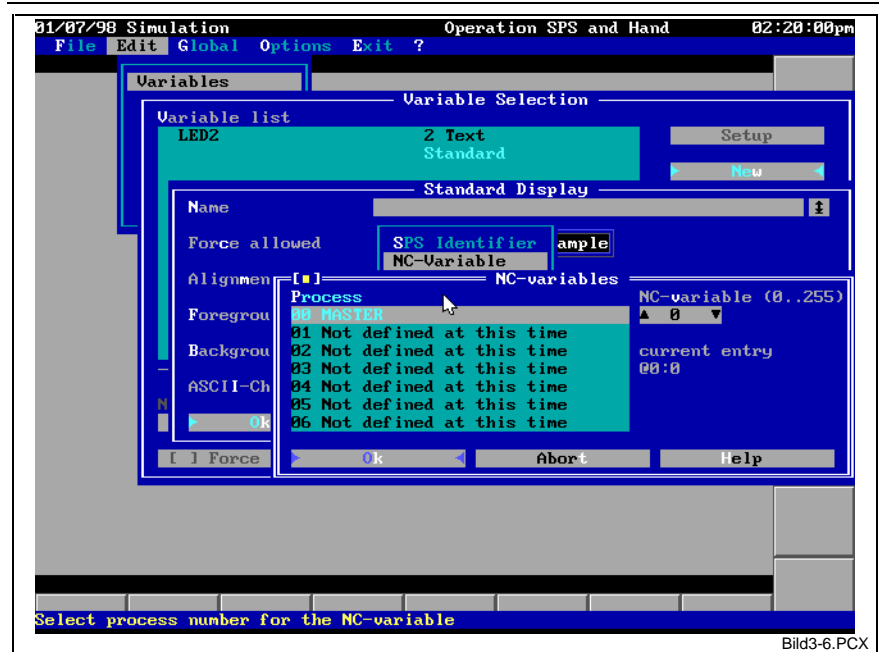 01/07/98 Simulation Operation SPS and Hand 02:20:00pm
File Edit Global Options Exit ?
Variables
Variable Selection
Variable list
LED2 2 Text Setup
Standard
New
Standard Display
Name
Force allowed SPS Identifier ample
NC-Variable
Alignmen [■] NC-variables
Process NC-variable (0..255)
Foregrou 00 MASTER ▲ 0 ▼
01 Not defined at this time
Backgrou 02 Not defined at this time current entry
03 Not defined at this time @0:0
ASCII-Ch 04 Not defined at this time
N 05 Not defined at this time
Ok 06 Not defined at this time
[ ] Force Ok Abort Help
Select process number for the NC-variable
Bild3-6.PCX